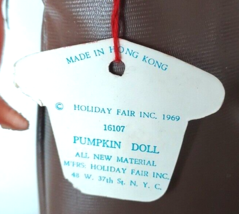 MADE IN HONG KONG
© HOLIDAY FAIR INC. 1969
16107
PUMPKIN DOLL
ALL NEW MATERIAL
M'FRS. HOLIDAY FAIR INC.
48 W. 37th St. N. Y. C.